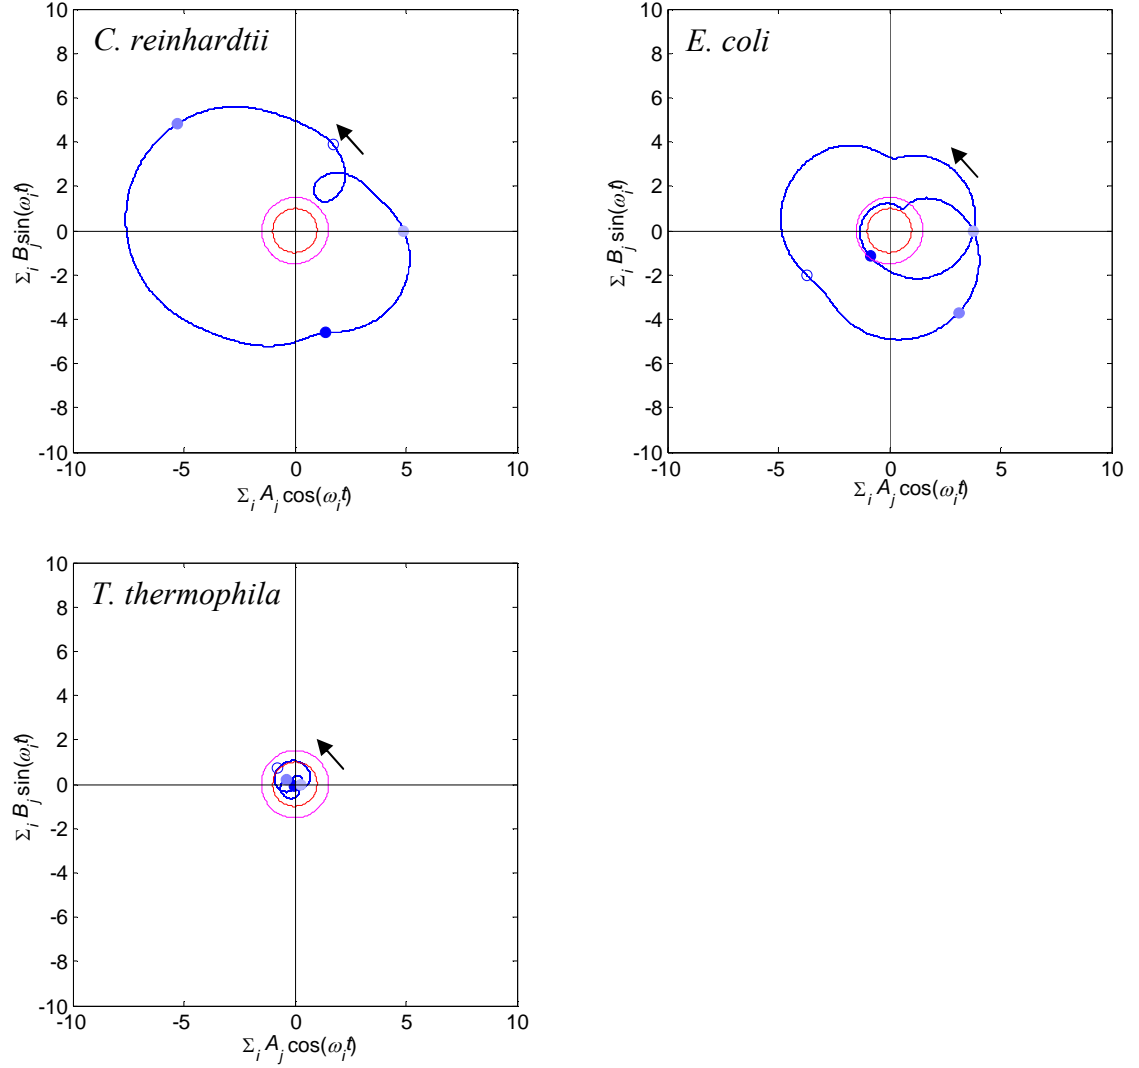 C. reinhardtii
10
8
6
4
2
0
-2
-4
-6
-8
-10
-10 -5 0 5 10
Σi Bj sin(ωit)
Σi Aj cos(ωit)
E. coli
10
8
6
4
2
0
-2
-4
-6
-8
-10
-10 -5 0 5 10
Σi Bj sin(ωit)
Σi Aj cos(ωit)
T. thermophila
10
8
6
4
2
0
-2
-4
-6
-8
-10
-10 -5 0 5 10
Σi Bj sin(ωit)
Σi Aj cos(ωit)